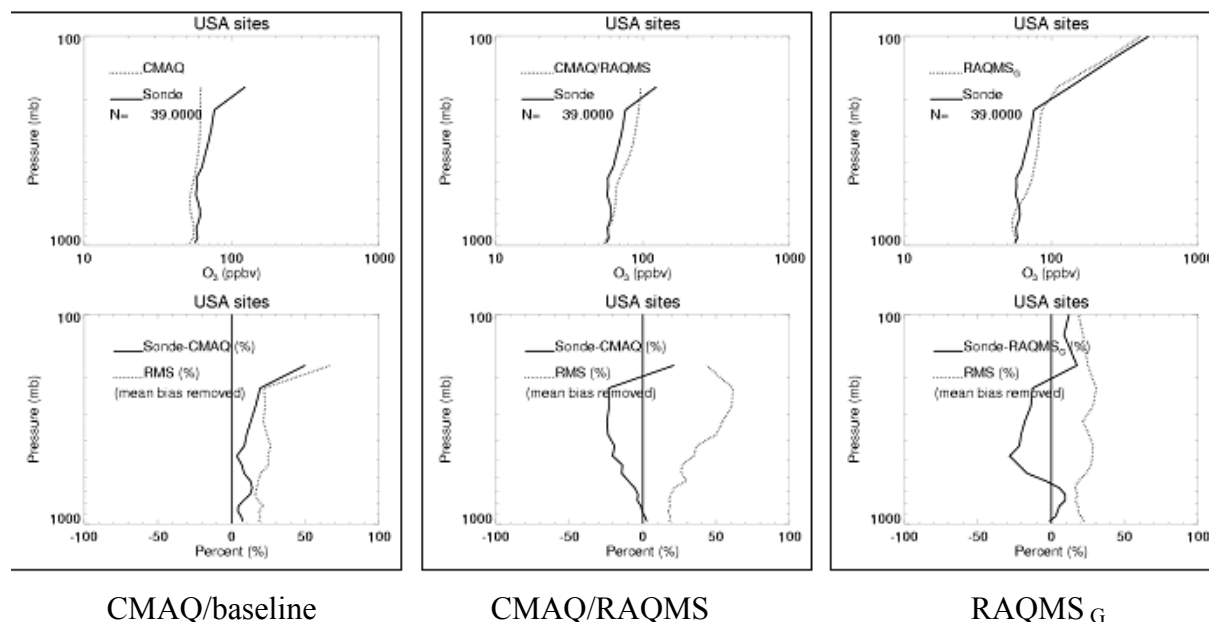 USA sites
100
CMAQ
Sonde
N= 39.0000
Pressure (mb)
1000
10 100 1000
O3 (ppbv)
USA sites
100
Sonde-CMAQ (%)
RMS (%)
(mean bias removed)
Pressure (mb)
1000
-100 -50 0 50 100
Percent (%)
CMAQ/baseline
USA sites
100
CMAQ/RAQMS
Sonde
N= 39.0000
Pressure (mb)
1000
10 100 1000
O3 (ppbv)
USA sites
100
Sonde-CMAQ (%)
RMS (%)
(mean bias removed)
Pressure (mb)
1000
-100 -50 0 50 100
Percent (%)
CMAQ/RAQMS
USA sites
100
RAQMSG
Sonde
N= 39.0000
Pressure (mb)
1000
10 100 1000
O3 (ppbv)
USA sites
100
Sonde-RAQMSG (%)
RMS (%)
(mean bias removed)
Pressure (mb)
1000
-100 -50 0 50 100
Percent (%)
RAQMS G